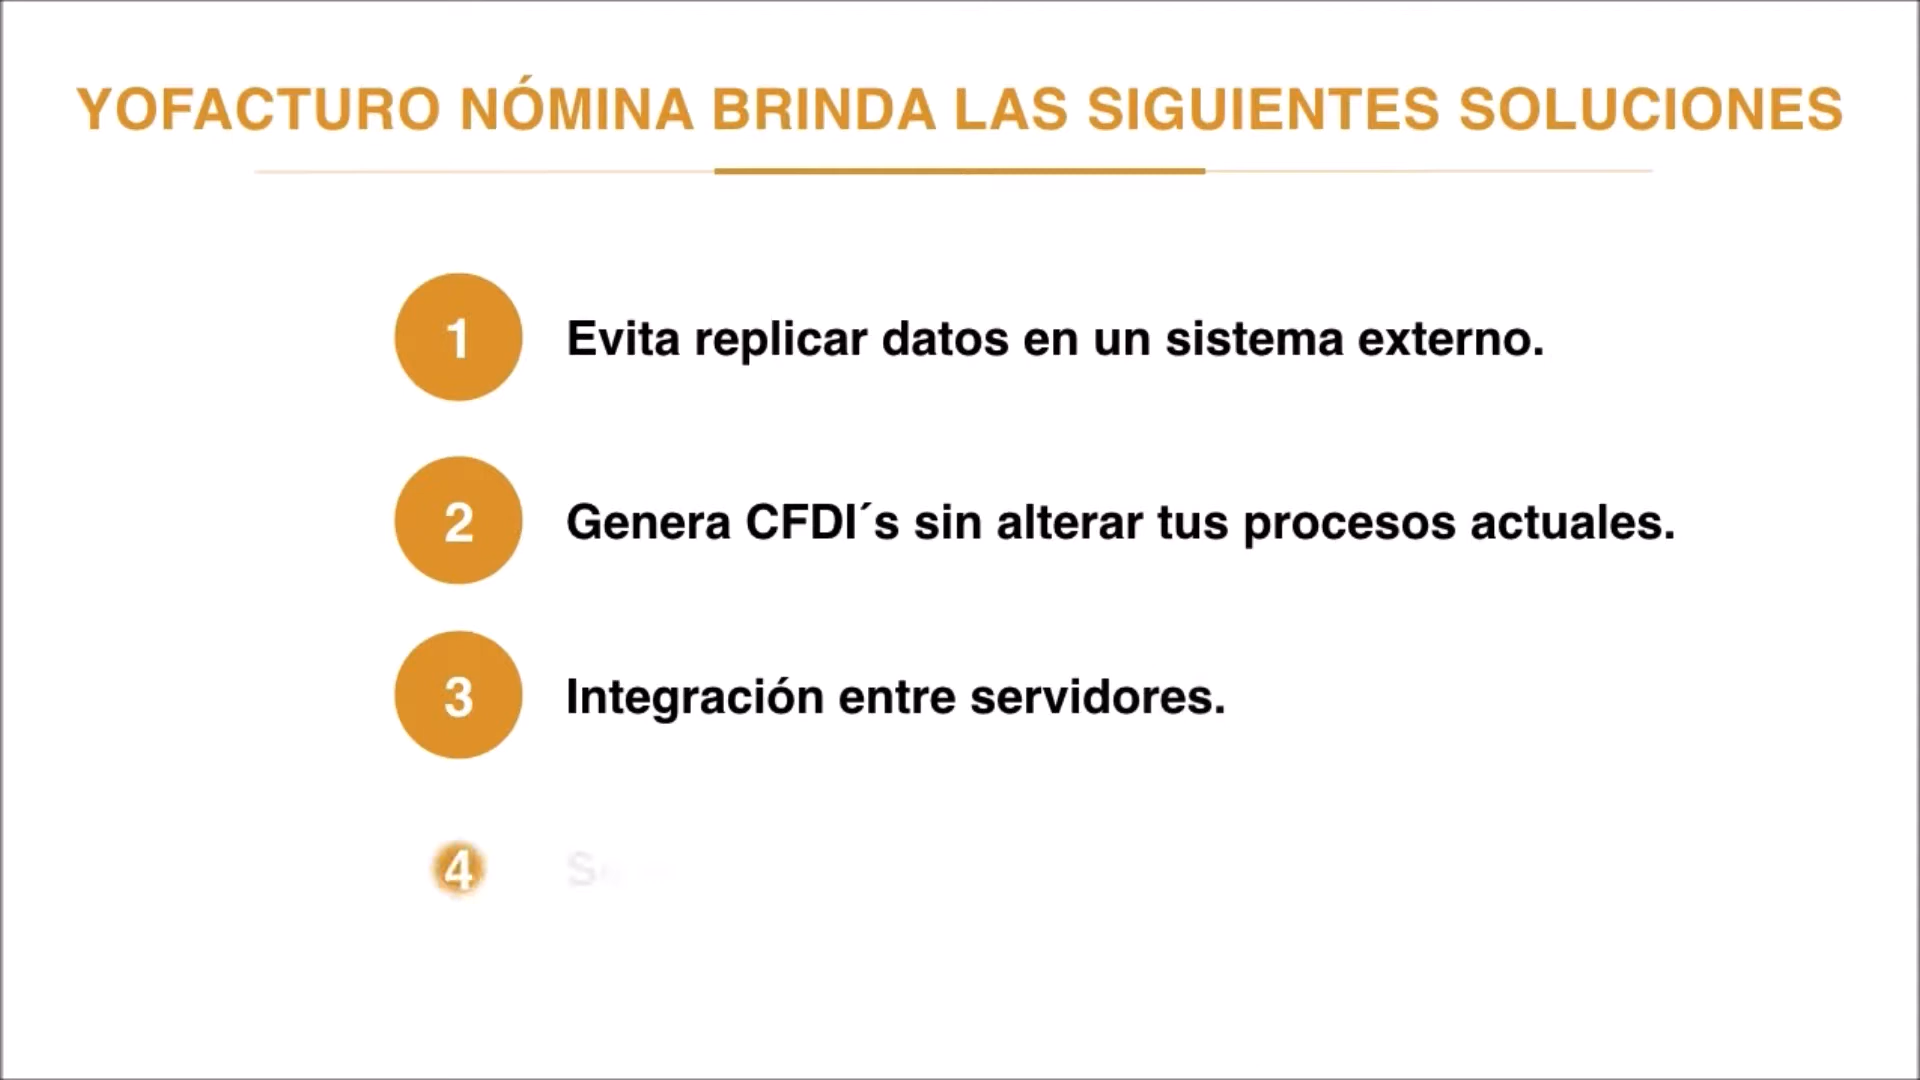 YOFACTURO NÓMINA BRINDA LAS SIGUIENTES SOLUCIONES
1 Evita replicar datos en un sistema externo.
2 Genera CFDI´s sin alterar tus procesos actuales.
3 Integración entre servidores.
4